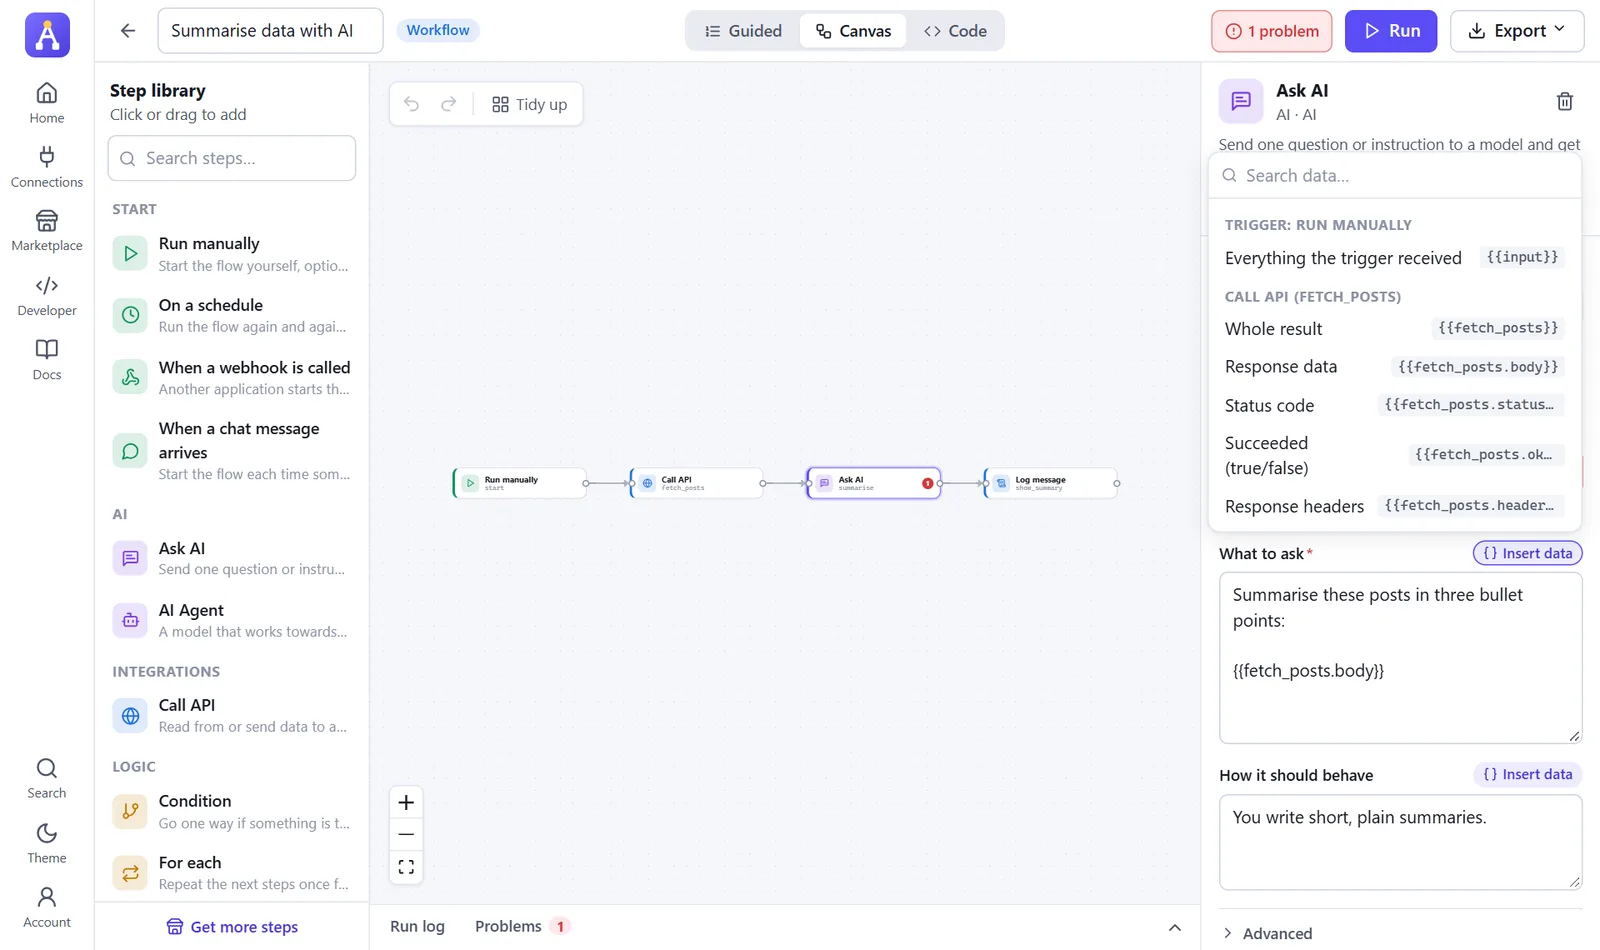 Summarise data with AI
Workflow
Guided
Canvas
Code
1 problem
Run
Export
Home
Connections
Marketplace
Developer
Docs
Search
Theme
Account
Step library
Click or drag to add
Search steps...
START
Run manually
Start the flow yourself, optio...
On a schedule
Run the flow again and agai...
When a webhook is called
Another application starts th...
When a chat message
arrives
Start the flow each time som...
AI
Ask AI
Send one question or instru...
AI Agent
A model that works towards...
INTEGRATIONS
Call API
Read from or send data to a...
LOGIC
Condition
Go one way if something is t...
For each
Repeat the next steps once f...
Get more steps
Tidy up
Run manually
start
Call API
fetch_posts
Ask AI
summarise
1
Log message
show_summary
Run log
Problems 1
Ask AI
AI · AI
Send one question or instruction to a model and get
Search data...
TRIGGER: RUN MANUALLY
Everything the trigger received {{input}}
CALL API (FETCH_POSTS)
Whole result {{fetch_posts}}
Response data {{fetch_posts.body}}
Status code {{fetch_posts.status...
Succeeded
(true/false) {{fetch_posts.ok...
Response headers {{fetch_posts.header...
What to ask* {} Insert data
Summarise these posts in three bullet
points:
{{fetch_posts.body}}
How it should behave {} Insert data
You write short, plain summaries.
Advanced